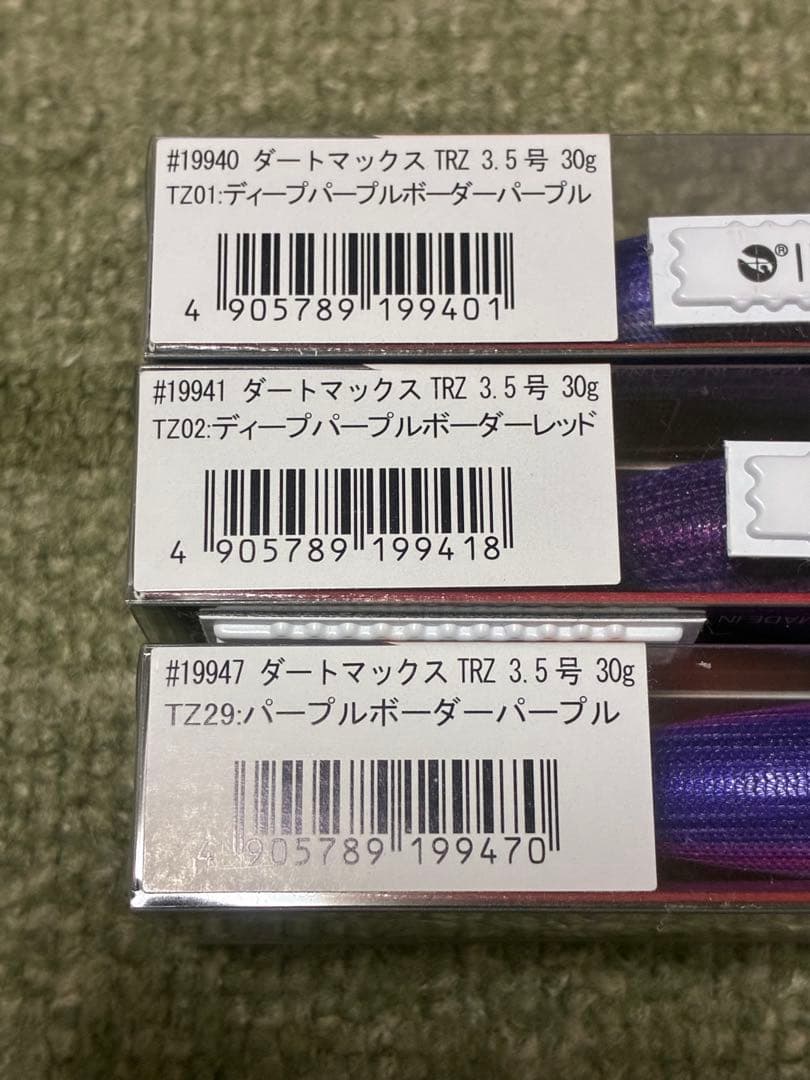 #19940 ダートマックス TRZ 3.5号 30g
TZ01:ディープパープルボーダーパープル
4 905789 199401
#19941 ダートマックス TRZ 3.5号 30g
TZ02:ディープパープルボーダーレッド
4 905789 199418
MADE IN
#19947 ダートマックス TRZ 3.5号 30g
TZ29:パープルボーダーパープル
4 905789 199470